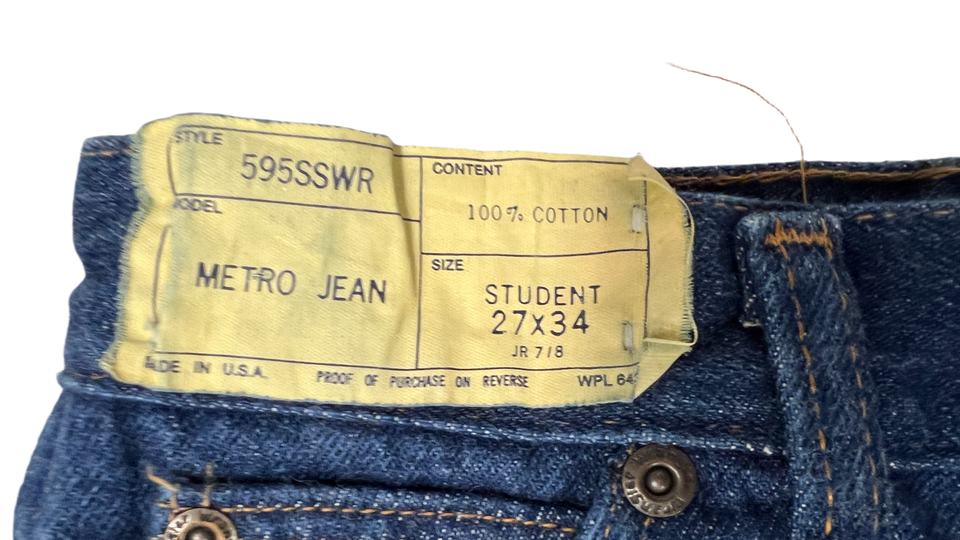 STYLE
595SSWR
MODEL
METRO JEAN
CONTENT
100% COTTON
SIZE
STUDENT
27X34
JR 7/8
MADE IN U.S.A. PROOF OF PURCHASE ON REVERSE
WPL